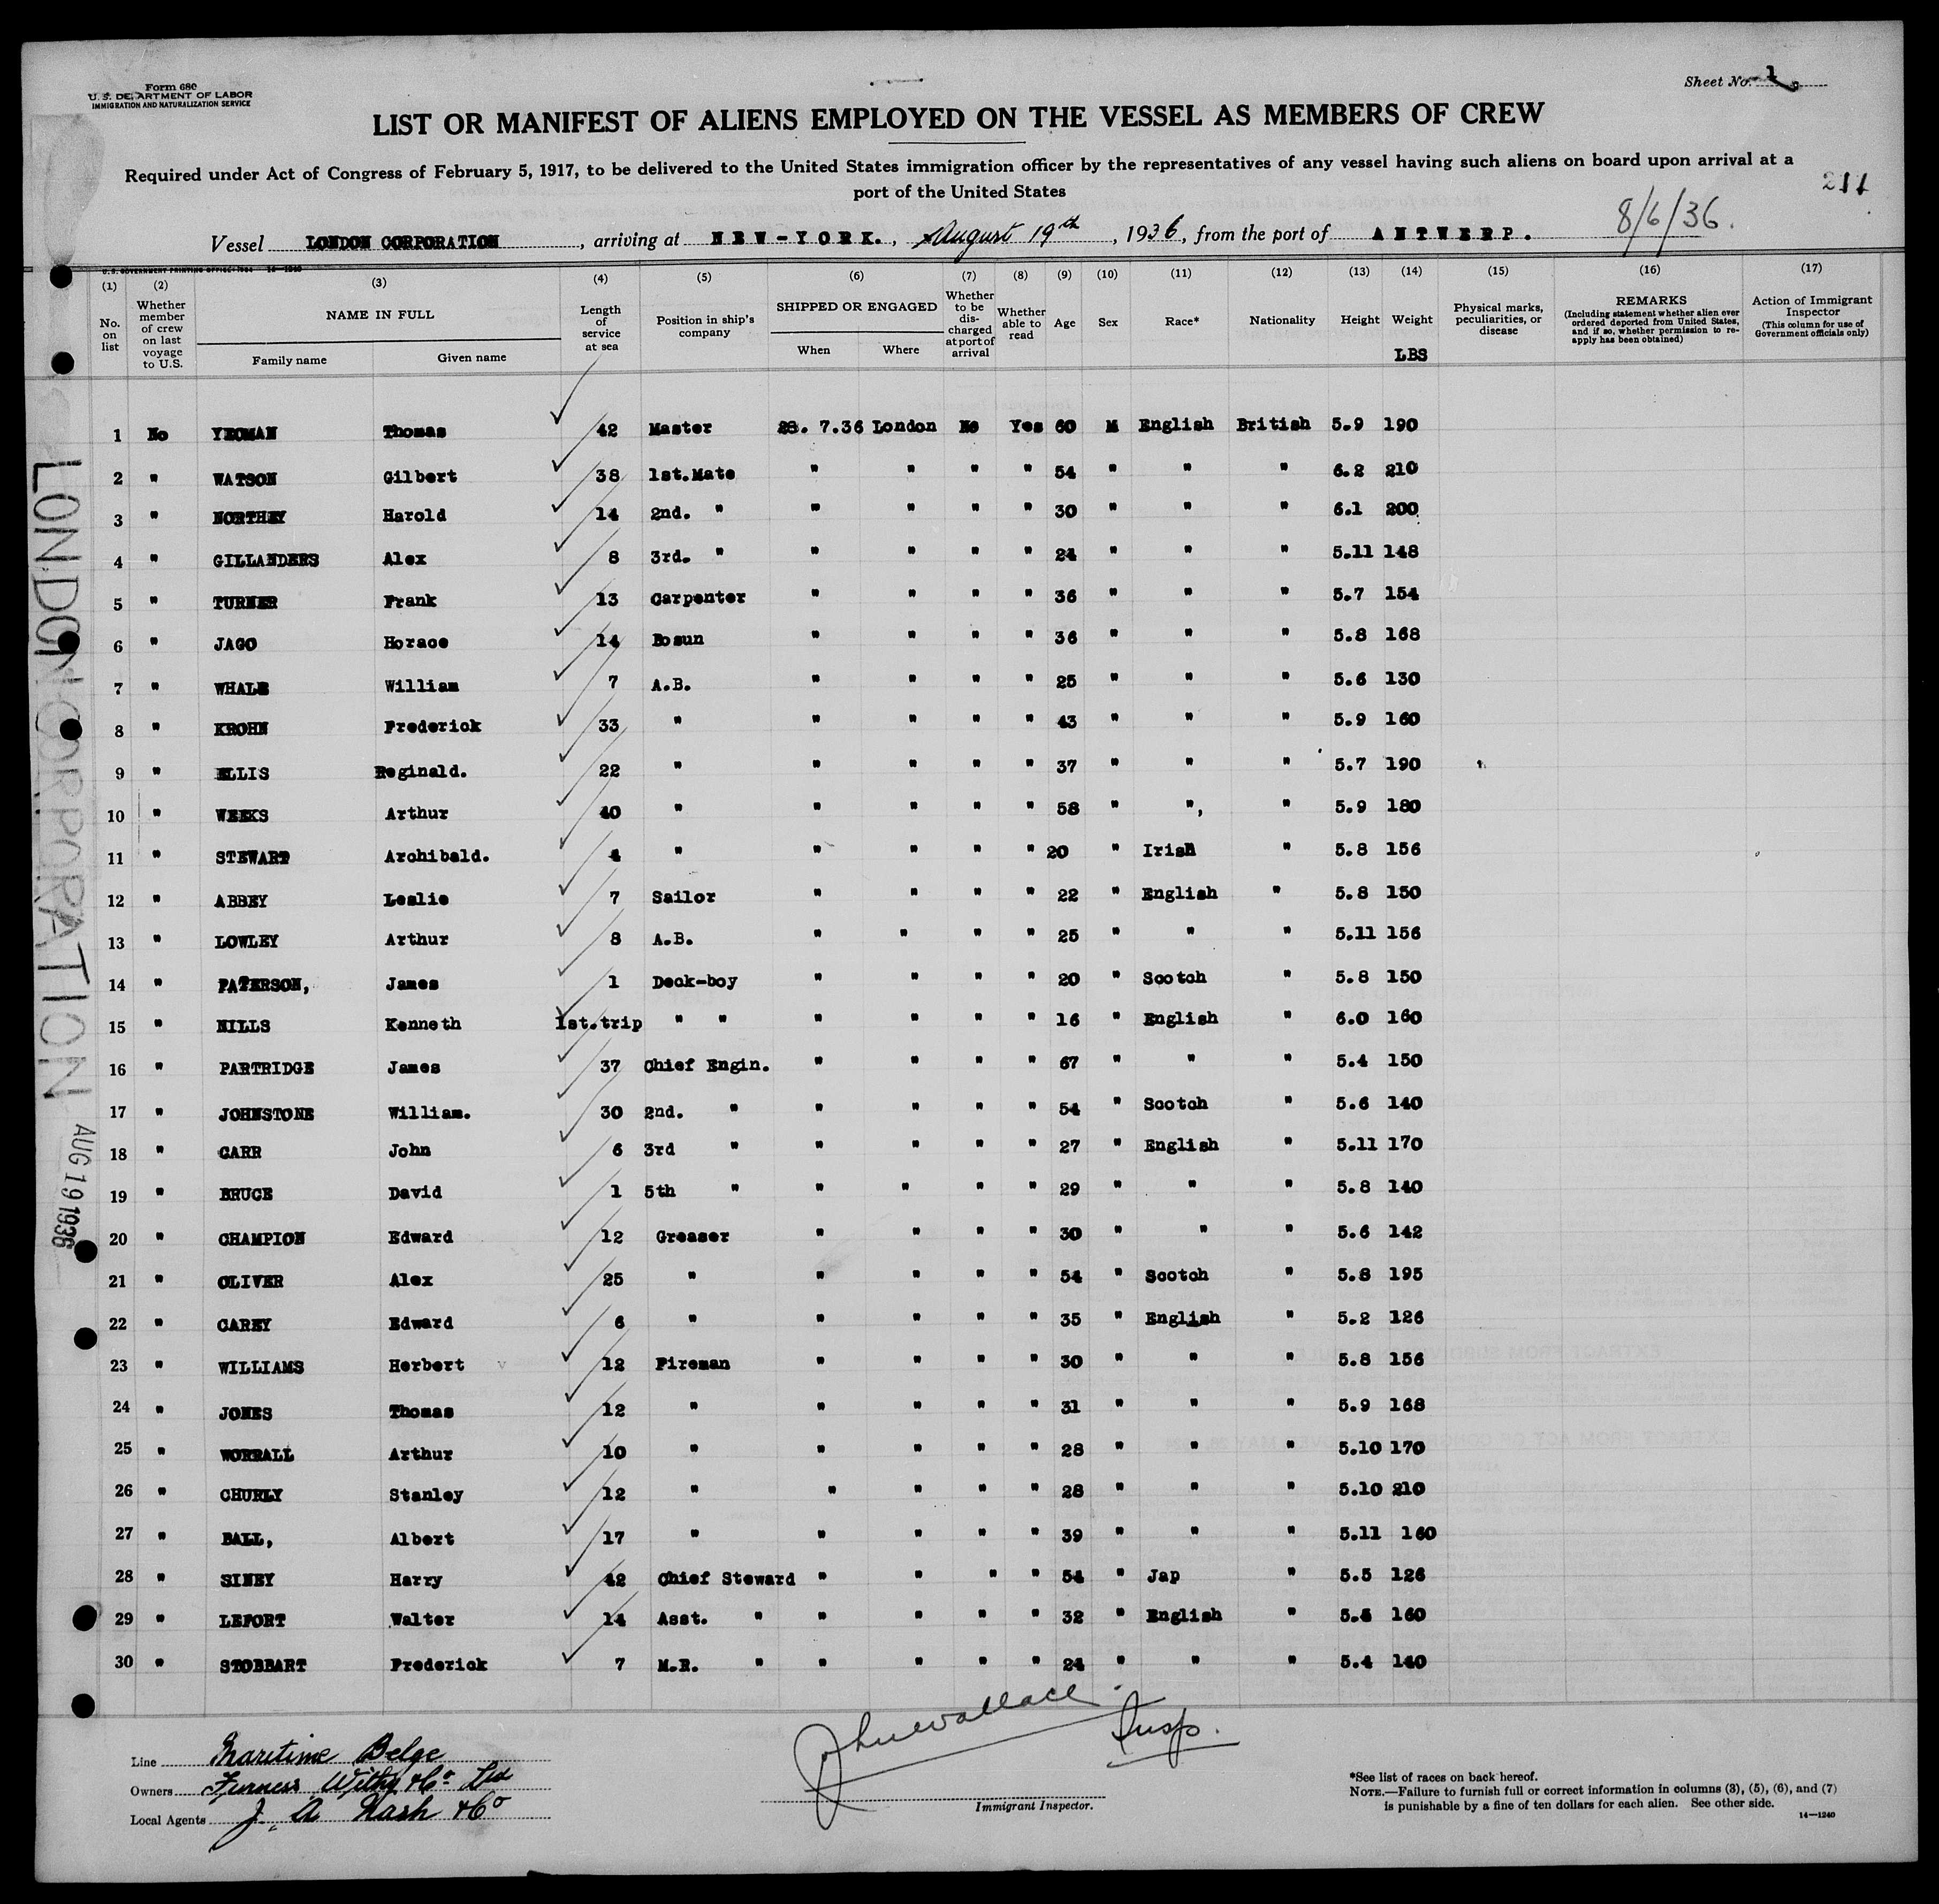 Form 680
U. S. DEPARTMENT OF LABOR
IMMIGRATION AND NATURALIZATION SERVICE
Sheet No. 1
LIST OR MANIFEST OF ALIENS EMPLOYED ON THE VESSEL AS MEMBERS OF CREW
Required under Act of Congress of February 5, 1917, to be delivered to the United States immigration officer by the representatives of any vessel having such aliens on board upon arrival at a
port of the United States
211
8/6/36.
Vessel LONDON CORPORATION, arriving at NEW-YORK., August 19th, 1936, from the port of ANTWERP.
U. S. GOVERNMENT PRINTING OFFICE: 1934 14—1240
(1) (2) (3) (4) (5) (6) (7) (8) (9) (10) (11) (12) (13) (14) (15) (16) (17)
No. on list
Whether member of crew on last voyage to U.S.
NAME IN FULL
Family name Given name
Length of service at sea
Position in ship's company
SHIPPED OR ENGAGED
When Where
Whether to be discharged at port of arrival
Whether able to read
Age
Sex
Race*
Nationality
Height
Weight
LBS
Physical marks, peculiarities, or disease
REMARKS
(Including statement whether alien ever ordered deported from United States, and if so, whether permission to reapply has been obtained)
Action of Immigrant Inspector
(This column for use of Government officials only)
1 No YEOMAN Thomas 42 Master 28. 7.36 London No Yes 60 M English British 5.9 190
2 " WATSON Gilbert 38 1st.Mate " " " " 54 " " " 6.2 210
3 " NORTHEY Harold 14 2nd. " " " " " 30 " " " 6.1 200
4 " GILLANDERS Alex 8 3rd. " " " " " 24 " " " 5.11 148
5 " TURNER Frank 13 Carpenter " " " " 36 " " " 5.7 154
6 " JAGO Horace 14 Bosun " " " " 36 " " " 5.8 168
7 " WHALE William 7 A.B. " " " " 25 " " " 5.6 130
8 " KROHN Frederick 33 " " " " " 43 " " " 5.9 160
9 " ELLIS Reginald. 22 " " " " " 37 " " " 5.7 190
10 " WEEKS Arthur 40 " " " " " 58 " ", " 5.9 180
11 " STEWART Archibald. 4 " " " " " 20 " Irish " 5.8 156
12 " ABBEY Leslie 7 Sailor " " " " 22 " English " 5.8 150
13 " LOWLEY Arthur 8 A.B. " " " " 25 " " " 5.11 156
14 " PATERSON, James 1 Deck-boy " " " " 20 " Scotch " 5.8 150
15 " Kenneth 1st.trip " " " " " " 16 " English " 6.0 160
16 " PARTRIDGE James 37 Chief Engin. " " " " 67 " " " 5.4 150
17 " JOHNSTONE William. 30 2nd. " " " " " 54 " Scotch " 5.6 140
18 " CARR John 6 3rd " " " " " 27 " English " 5.11 170
19 " BRUCE David 1 5th " " " " " 29 " " " 5.8 140
20 " CHAMPION Edward 12 Greaser " " " " 30 " " " 5.6 142
21 " OLIVER Alex 25 " " " " " 54 " Scotch " 5.8 195
22 " CAREY Edward 6 " " " " " 35 " English " 5.2 126
23 " WILLIAMS Herbert 12 Fireman " " " " 30 " " " 5.8 156
24 " JONES Thomas 12 " " " " " 31 " " " 5.9 168
25 " WORRALL Arthur 10 " " " " " 28 " " " 5.10 170
26 " CHURLY Stanley 12 " " " " " 28 " " " 5.10 210
27 " BALL, Albert 17 " " " " " 39 " " " 5.11 160
28 " SINEY Harry 42 Chief Steward " " " " 54 " Jap " 5.5 126
29 " LEFORT Walter 14 Asst. " " " " " 32 " English " 160
30 " STOBBART Frederick 7 M.R. " " " " " 24 " " " 5.4 140
LONDON CORPORATION AUG 19 1936
Line Maritime Belge
Owners Furness Withy & Co Ltd
Local Agents J. A Nash & Co
Wallace Insp.
Immigrant Inspector.
*See list of races on back hereof.
NOTE.—Failure to furnish full or correct information in columns (3), (5), (6), and (7)
is punishable by a fine of ten dollars for each alien. See other side.
14—1240